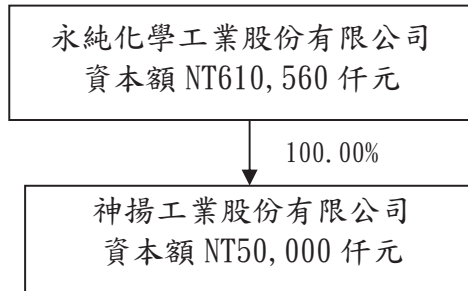 永純化學工業股份有限公司
資本額 NT610,560 仟元
100.00%
神揚工業股份有限公司
資本額 NT50,000 仟元